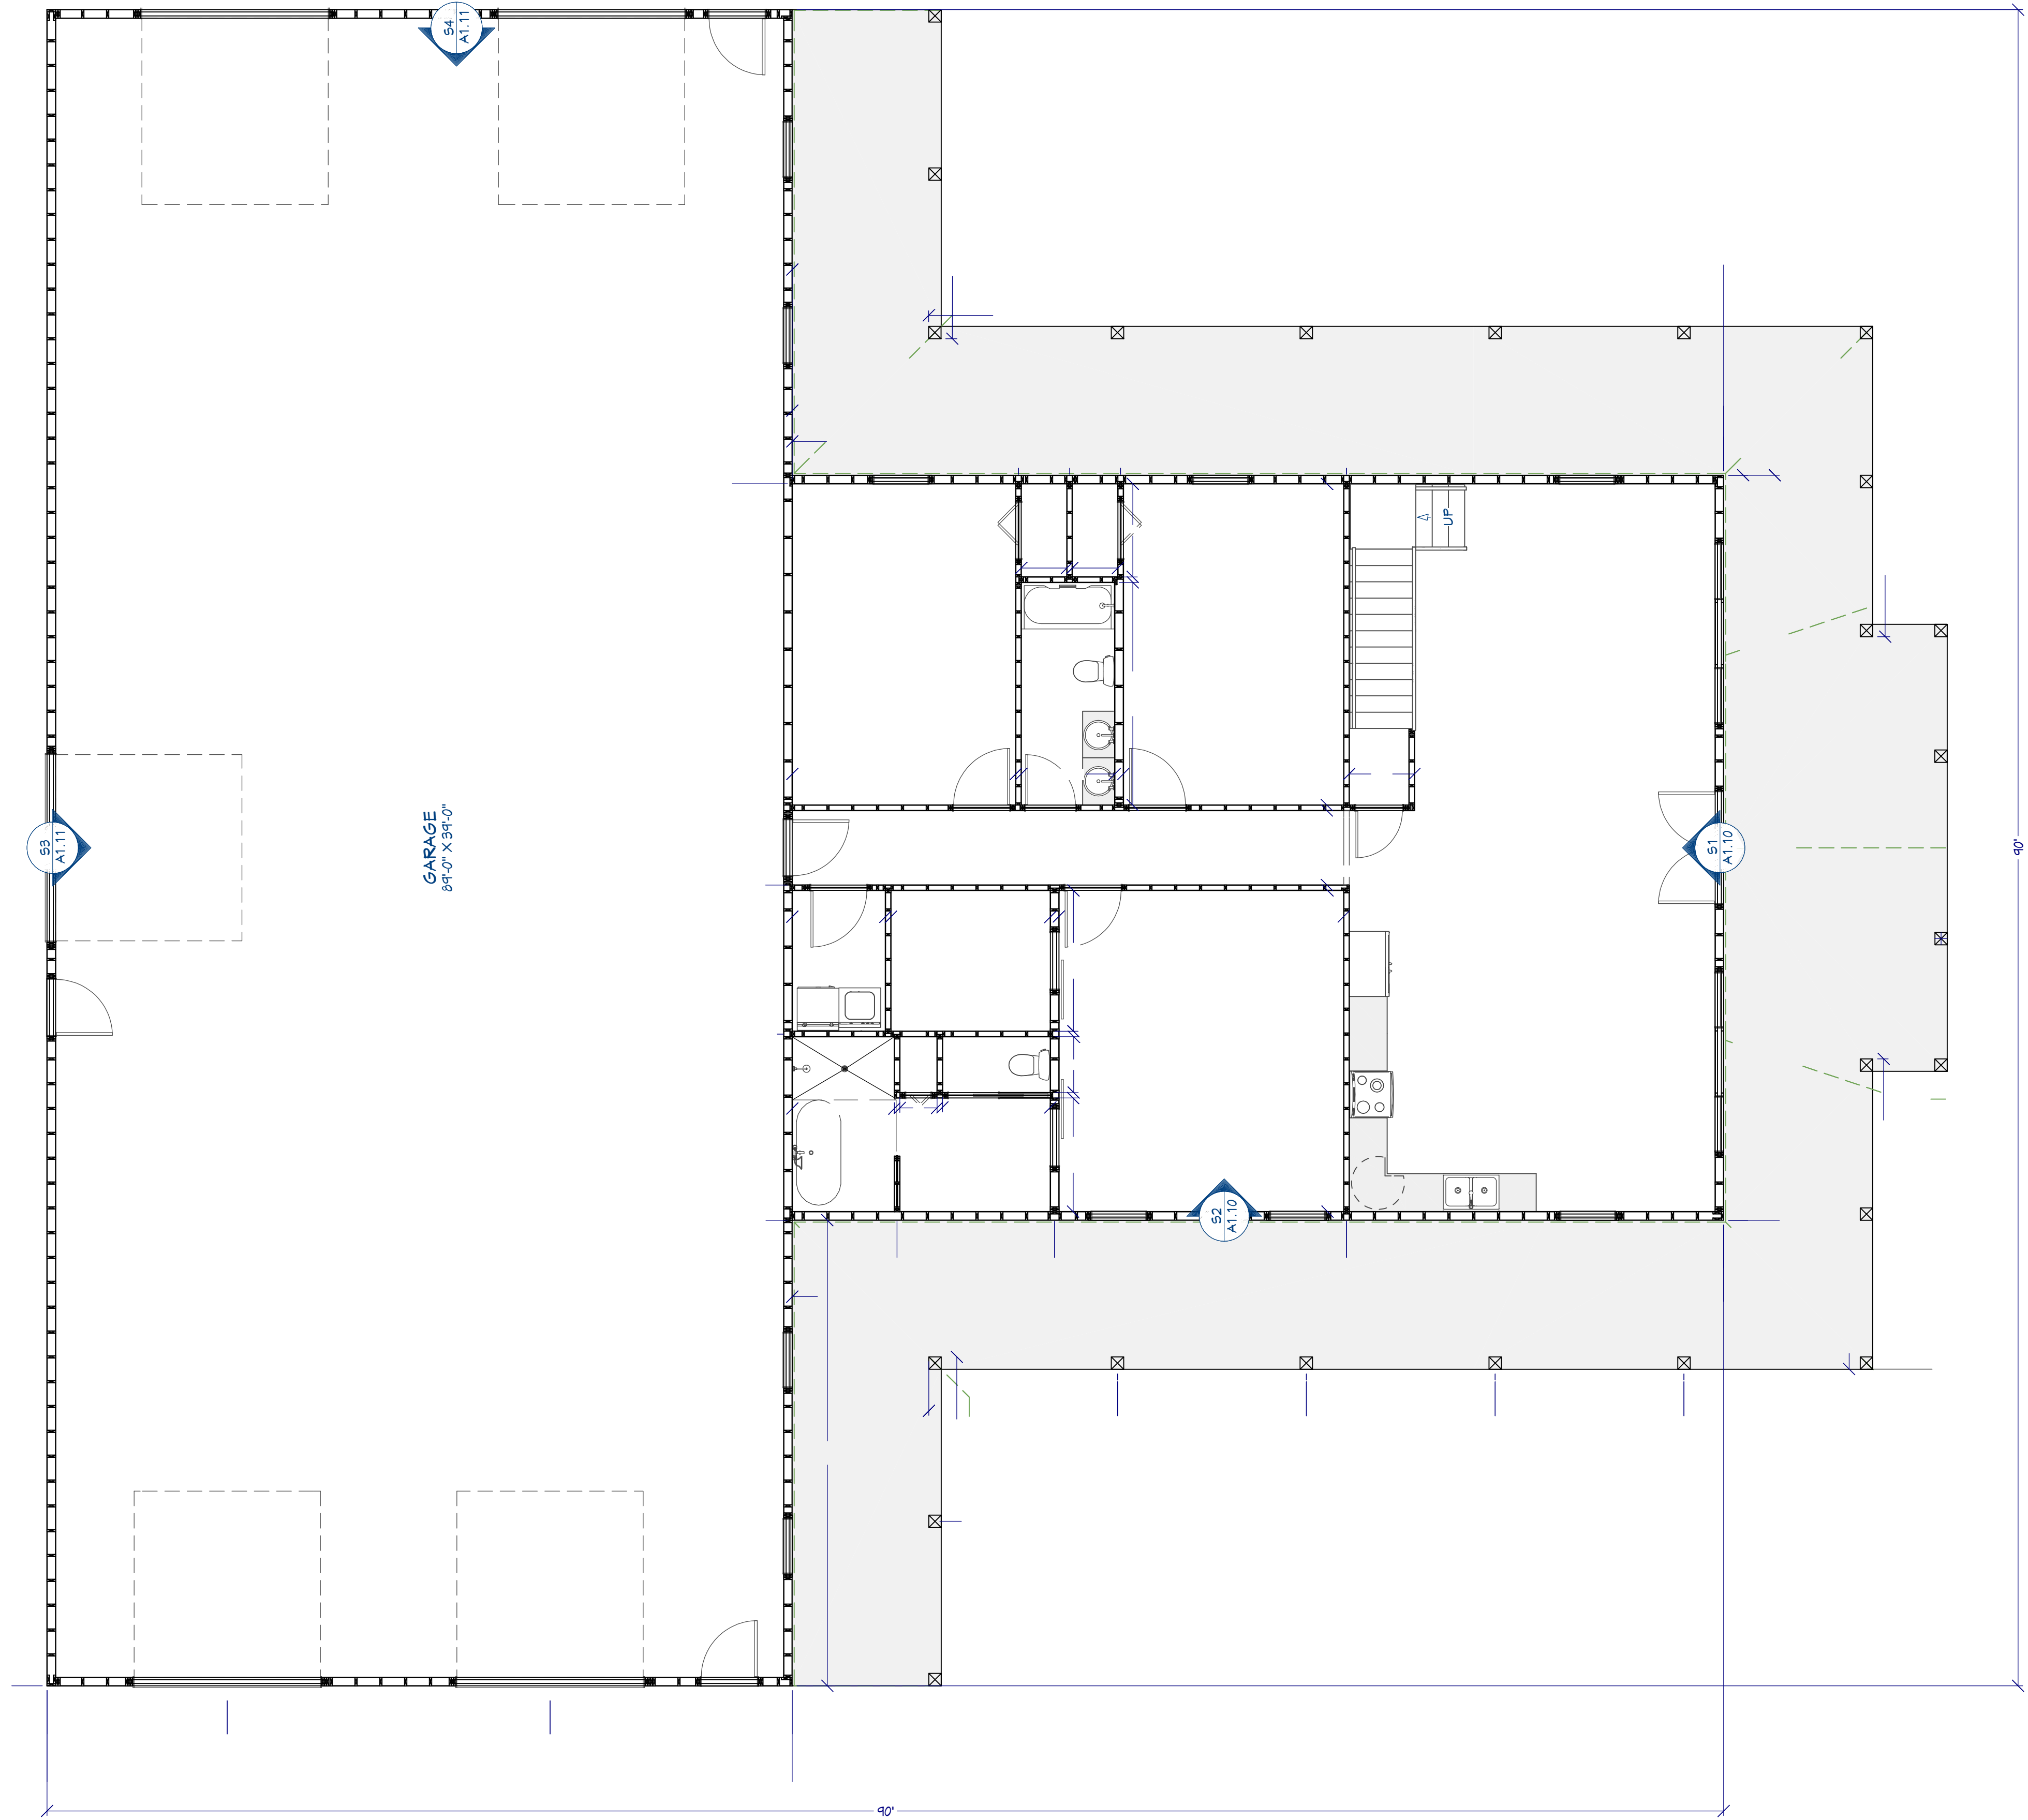 S4
A1.11
UP
S3
A1.11
GARAGE
89'-0" X 39'-0"
S1
A1.10
90'
S2
A1.10
90'